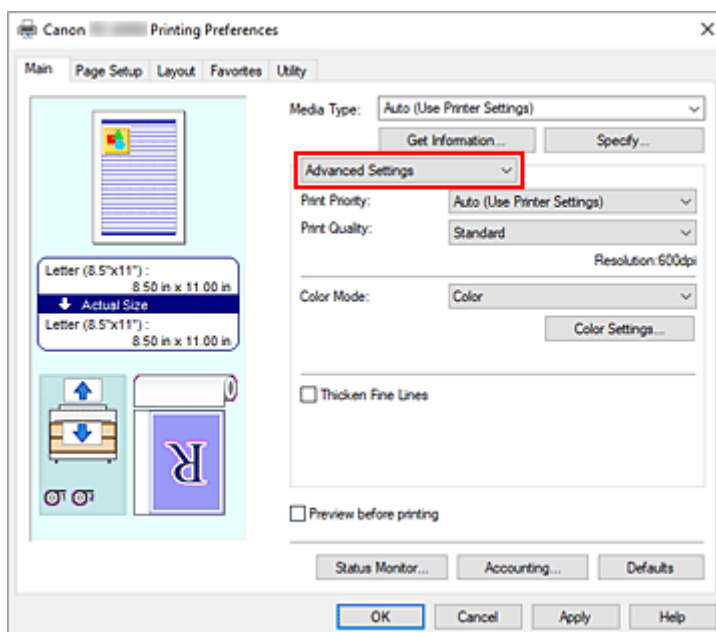 Canon Printing Preferences
Main Page Setup Layout Favorites Utility
Media Type: Auto (Use Printer Settings)
Get Information... Specify...
Advanced Settings
Print Priority: Auto (Use Printer Settings)
Print Quality: Standard
Resolution:600dpi
Color Mode: Color
Color Settings...
Thicken Fine Lines
Letter (8.5"x11") :
8.50 in x 11.00 in
Actual Size
Letter (8.5"x11") :
8.50 in x 11.00 in
R
Preview before printing
Status Monitor... Accounting... Defaults
OK Cancel Apply Help